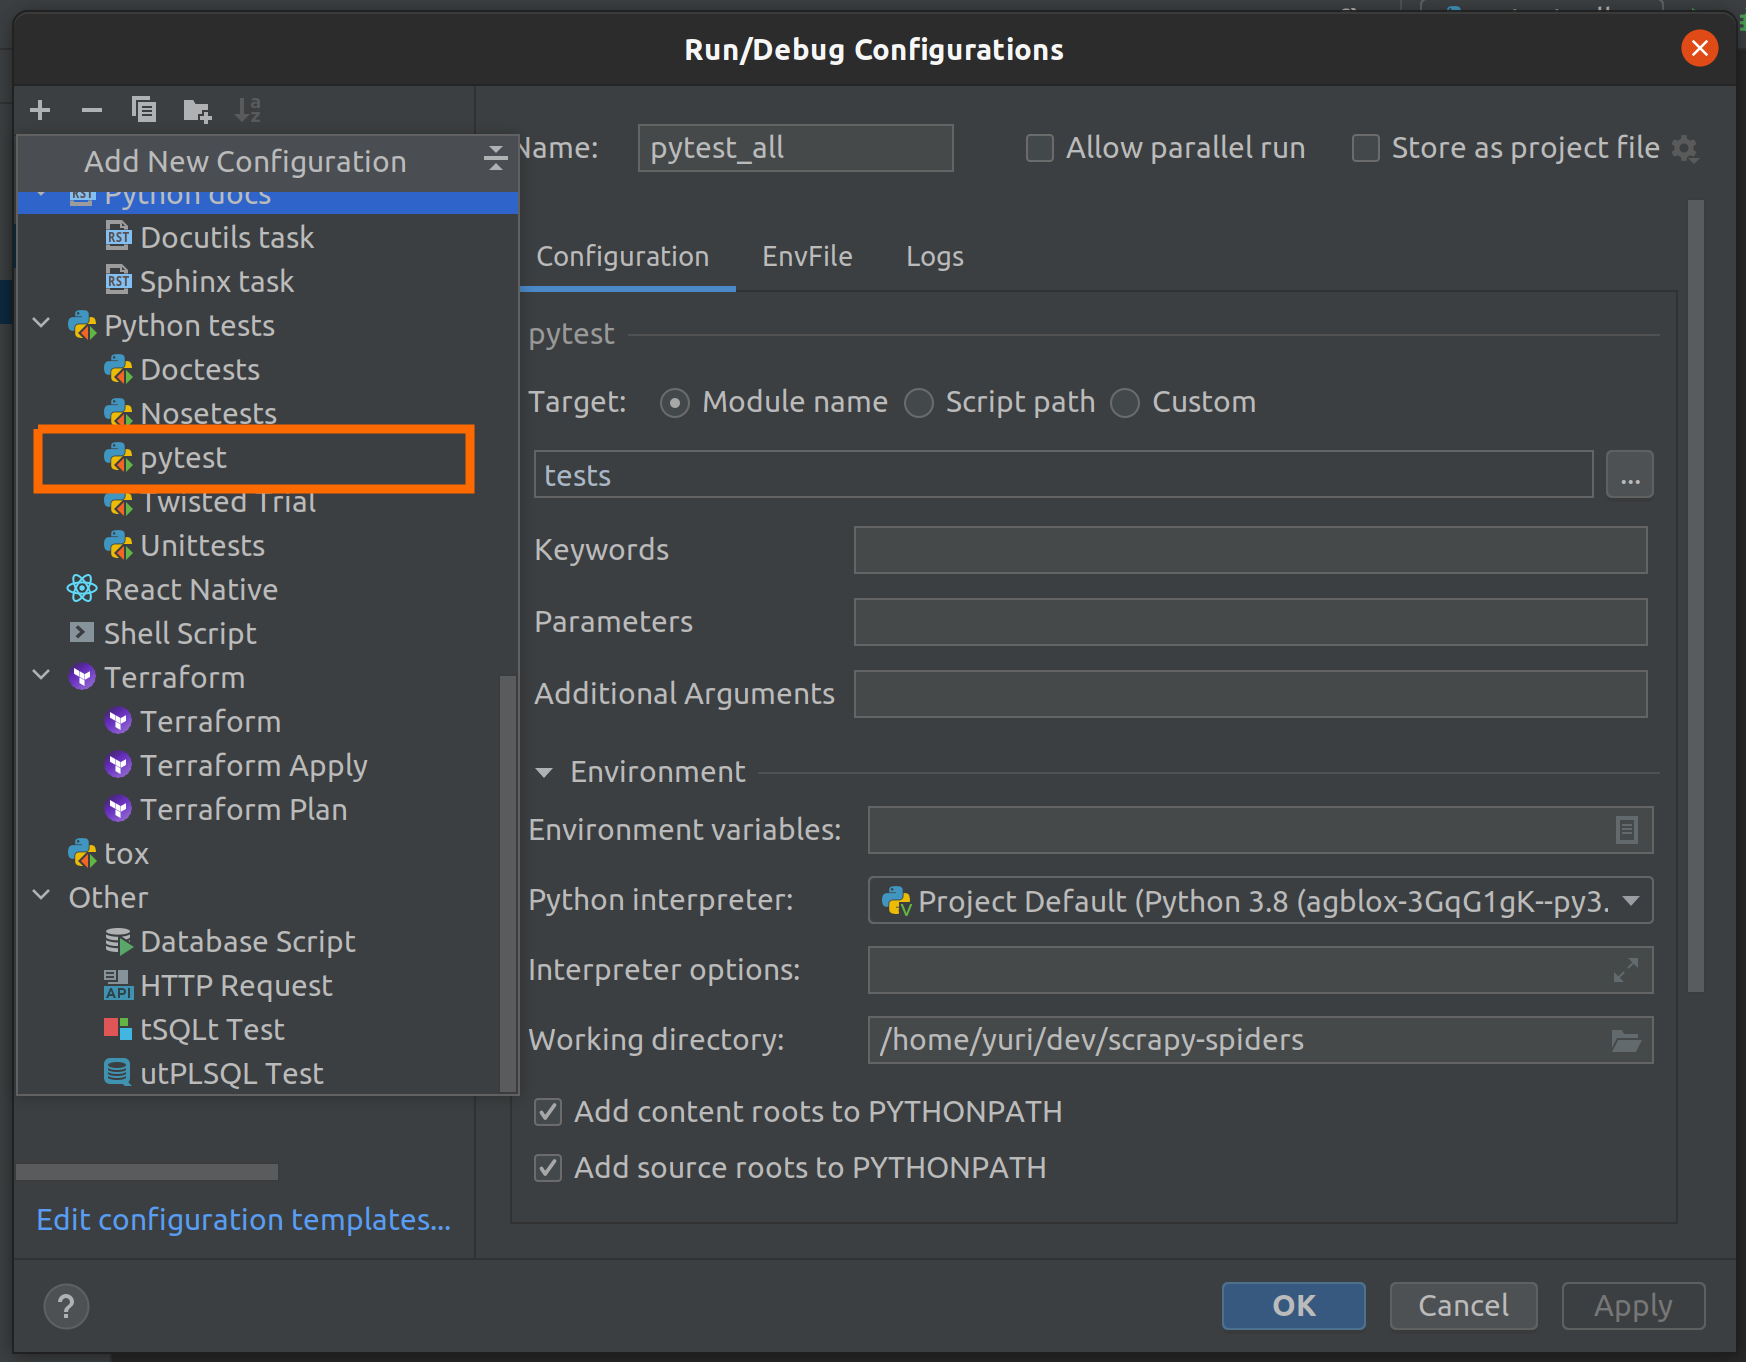 Run/Debug Configurations
Add New Configuration
Python docs
Docutils task
Sphinx task
Python tests
Doctests
Nosetests
pytest
Twisted Trial
Unittests
React Native
Shell Script
Terraform
Terraform
Terraform Apply
Terraform Plan
tox
Other
Database Script
HTTP Request
tSQLt Test
utPLSQL Test
Edit configuration templates...
Name: pytest_all
Allow parallel run
Store as project file
Configuration EnvFile Logs
pytest
Target: Module name Script path Custom
tests
...
Keywords
Parameters
Additional Arguments
Environment
Environment variables:
Python interpreter: Project Default (Python 3.8 (agblox-3GqG1gK--py3.
Interpreter options:
Working directory: /home/yuri/dev/scrapy-spiders
Add content roots to PYTHONPATH
Add source roots to PYTHONPATH
? OK Cancel Apply